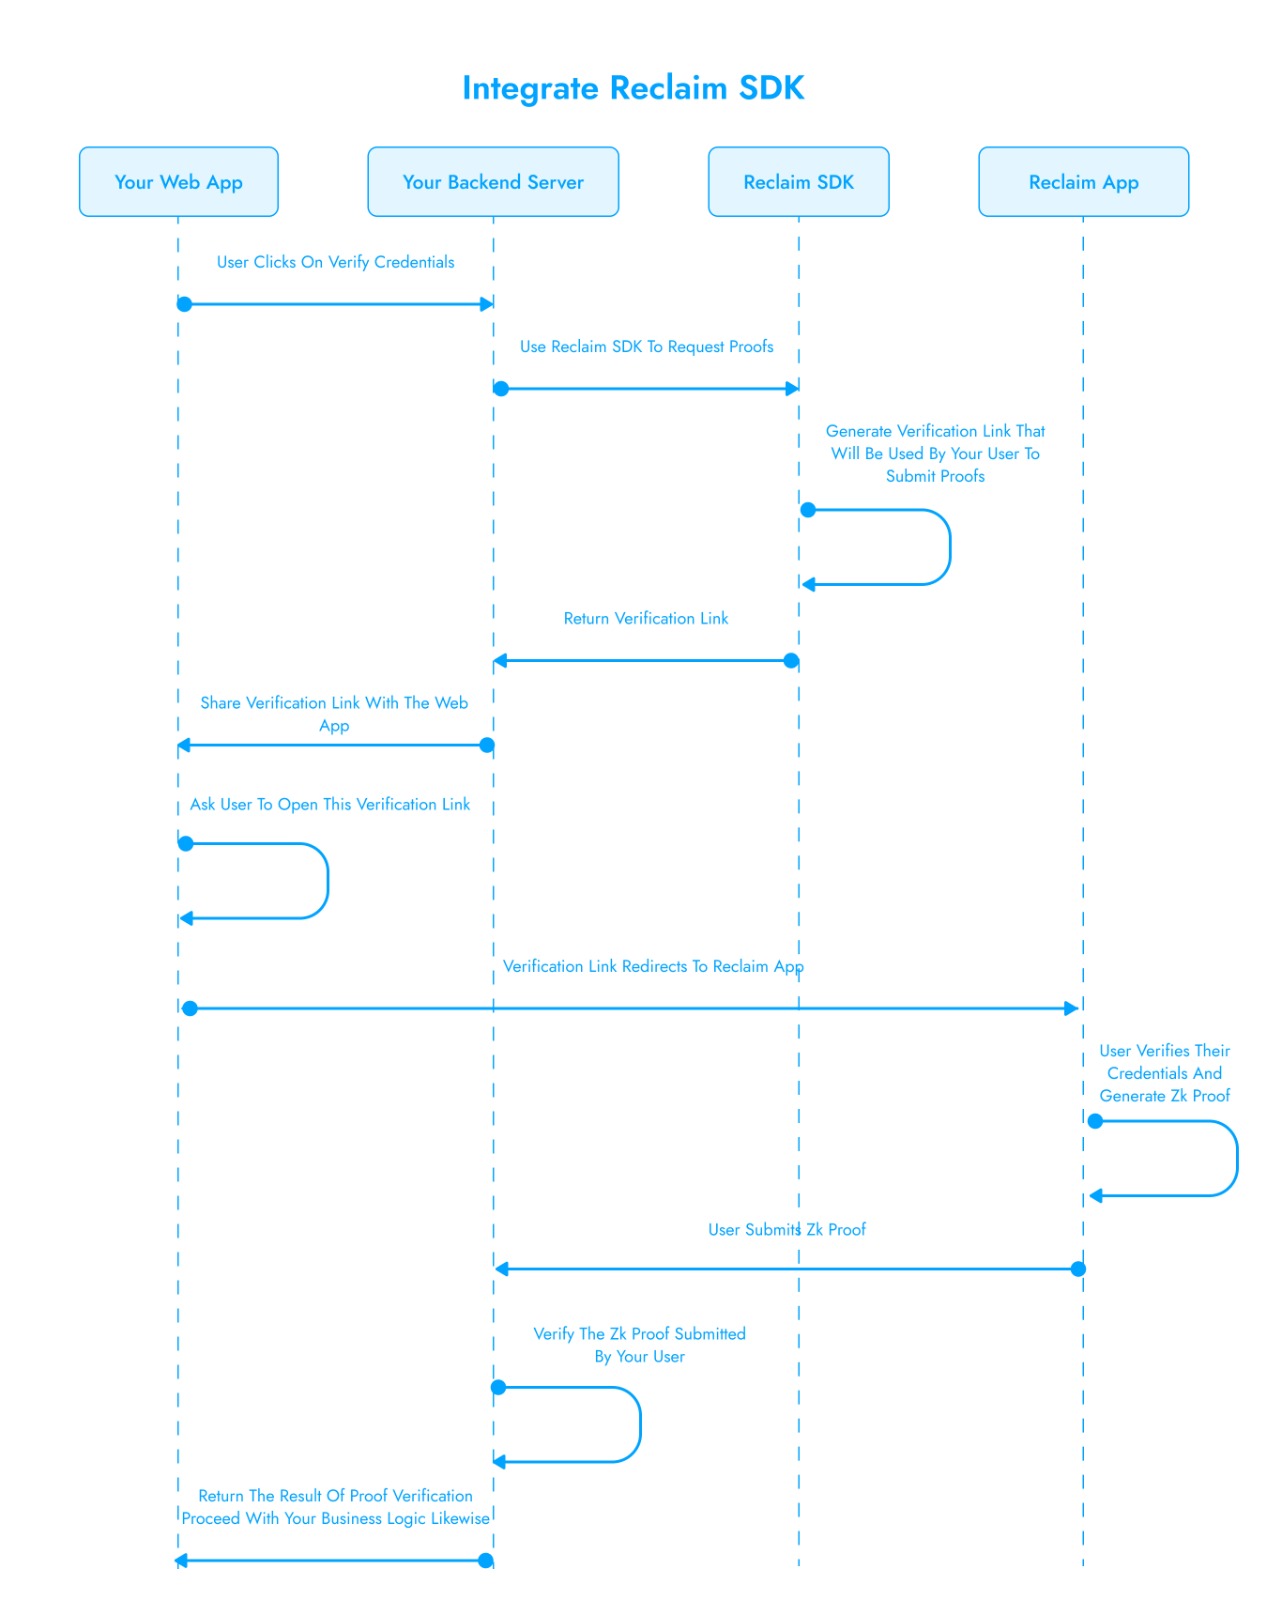 Integrate Reclaim SDK
Your Web App
Your Backend Server
Reclaim SDK
Reclaim App
User Clicks On Verify Credentials
Use Reclaim SDK To Request Proofs
Generate Verification Link That
Will Be Used By Your User To
Submit Proofs
Return Verification Link
Share Verification Link With The Web
App
Ask User To Open This Verification Link
Verification Link Redirects To Reclaim App
User Verifies Their
Credentials And
Generate Zk Proof
User Submits Zk Proof
Verify The Zk Proof Submitted
By Your User
Return The Result Of Proof Verification
Proceed With Your Business Logic Likewise